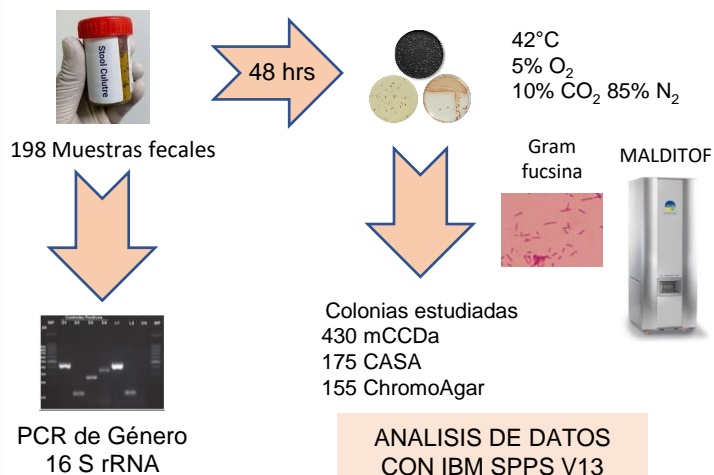 Stool Culutre
48 hrs
42°C
5% O₂
10% CO₂ 85% N₂
198 Muestras fecales
Gram
fucsina
MALDITOF
Colonias estudiadas
430 mCCDa
175 CASA
155 ChromoAgar
PCR de Género
16 S rRNA
ANALISIS DE DATOS
CON IBM SPPS V13